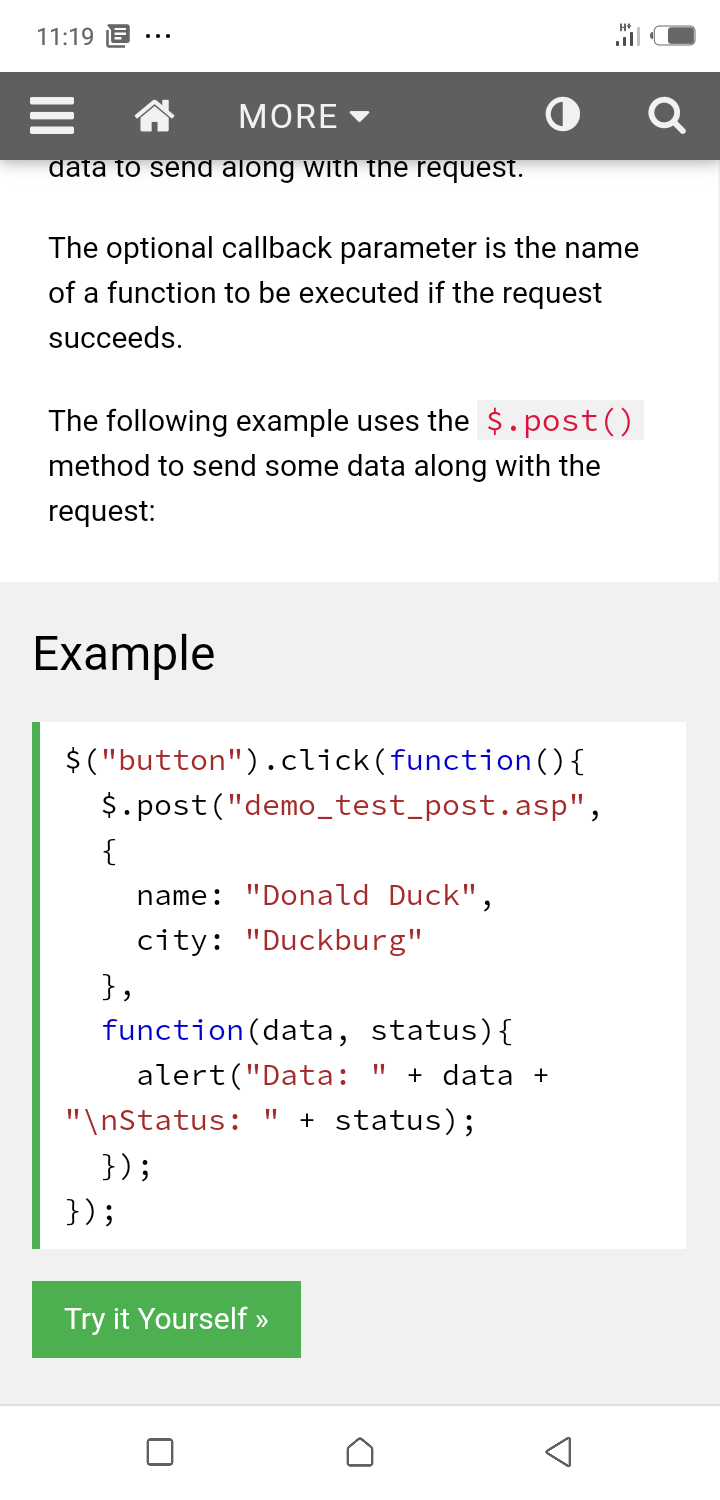 11:19
H+
MORE
data to send along with the request.
The optional callback parameter is the name
of a function to be executed if the request
succeeds.
The following example uses the $.post()
method to send some data along with the
request:
Example
$("button").click(function(){
  $.post("demo_test_post.asp",
  {
    name: "Donald Duck",
    city: "Duckburg"
  },
  function(data, status){
    alert("Data: " + data +
"\nStatus: " + status);
  });
});
Try it Yourself »